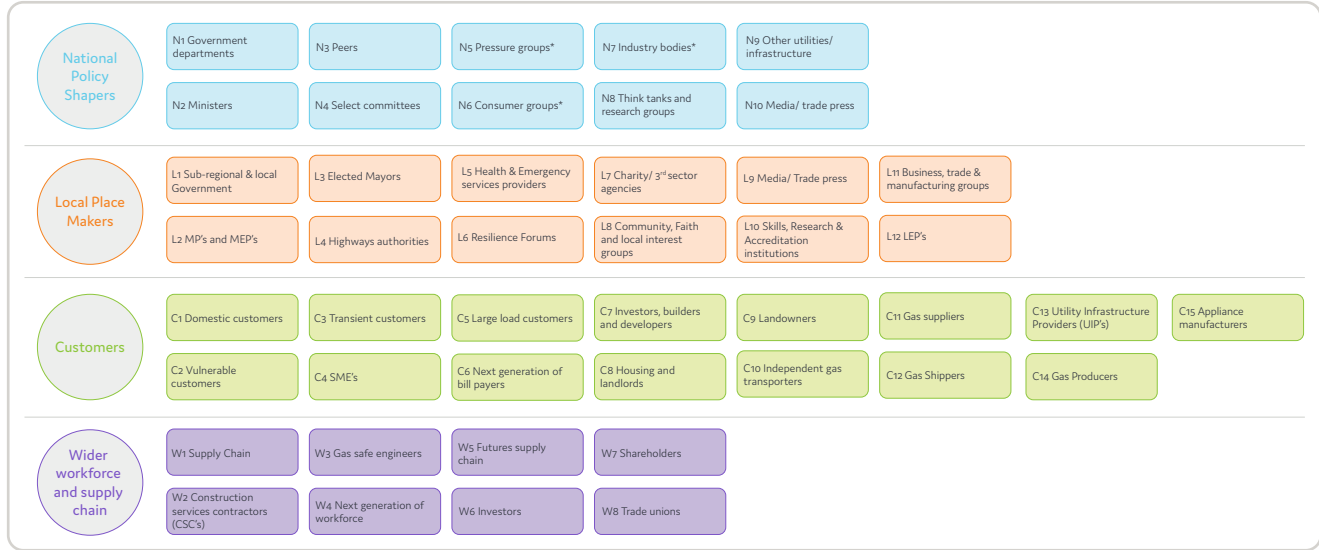 National
Policy
Shapers
N1 Government
departments
N3 Peers
N5 Pressure groups*
N7 Industry bodies*
N9 Other utilities/
infrastructure
N2 Ministers
N4 Select committees
N6 Consumer groups*
N8 Think tanks and
research groups
N10 Media/ trade press
Local Place
Makers
L1 Sub-regional & local
Government
L3 Elected Mayors
L5 Health & Emergency
services providers
L7 Charity/ 3rd sector
agencies
L9 Media/ Trade press
L11 Business, trade &
manufacturing groups
L2 MP's and MEP's
L4 Highways authorities
L6 Resilience Forums
L8 Community, Faith
and local interest
groups
L10 Skills, Research &
Accreditation
institutions
L12 LEP's
Customers
C1 Domestic customers
C3 Transient customers
C5 Large load customers
C7 Investors, builders
and developers
C9 Landowners
C11 Gas suppliers
C13 Utility Infrastructure
Providers (UIP's)
C15 Appliance
manufacturers
C2 Vulnerable
customers
C4 SME's
C6 Next generation of
bill payers
C8 Housing and
landlords
C10 Independent gas
transporters
C12 Gas Shippers
C14 Gas Producers
Wider
workforce
and supply
chain
W1 Supply Chain
W3 Gas safe engineers
W5 Futures supply
chain
W7 Shareholders
W2 Construction
services contractors
(CSC's)
W4 Next generation of
workforce
W6 Investors
W8 Trade unions